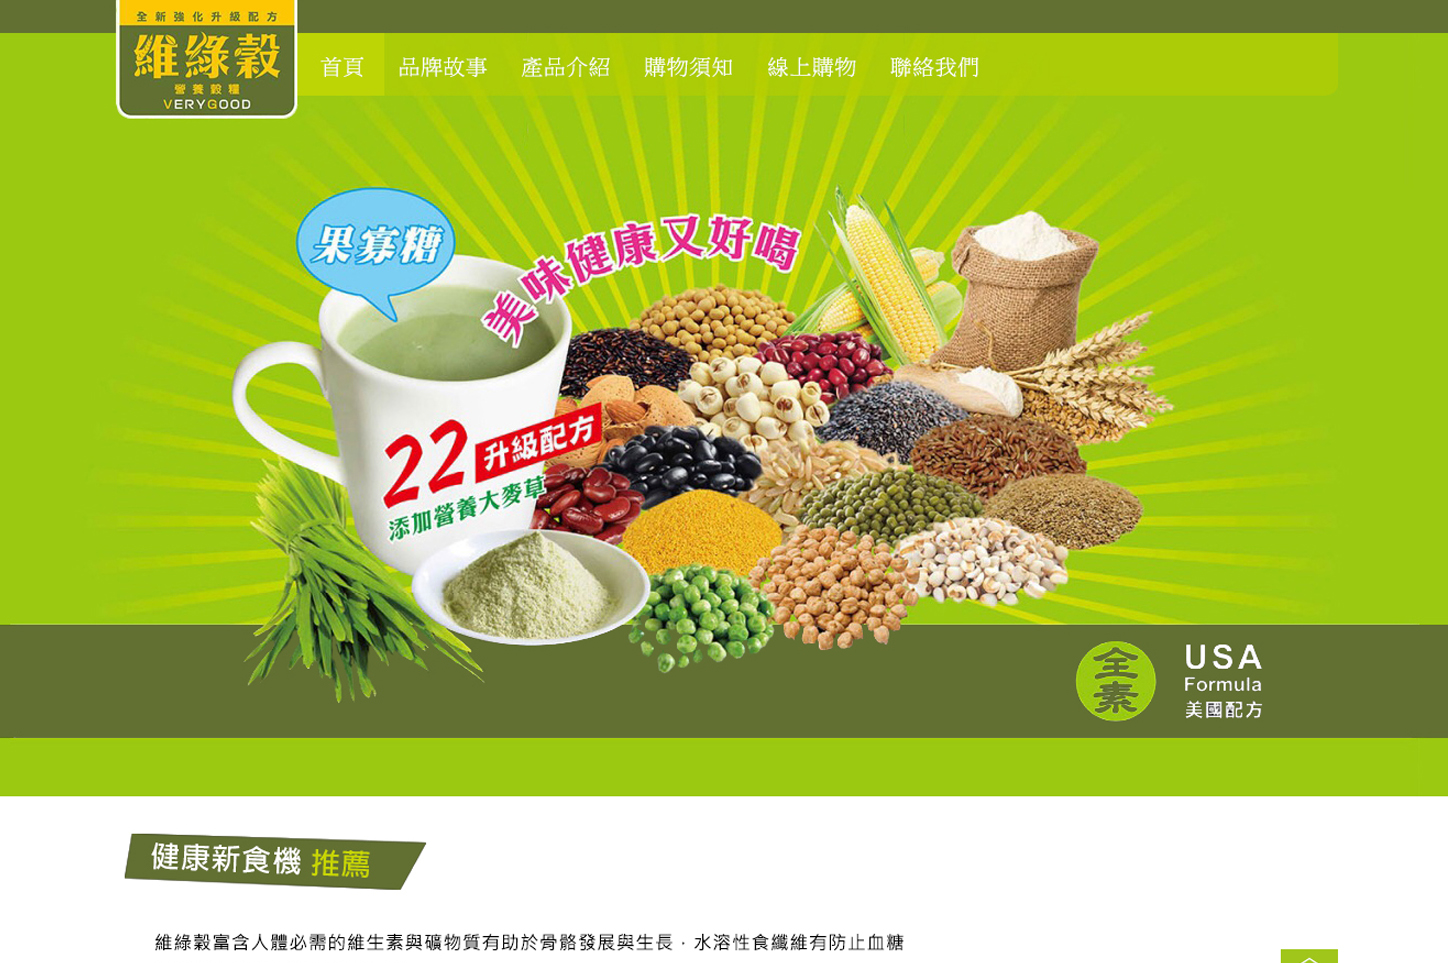 全新強化升級配方
維綠穀
營養穀糧
VERYGOOD
首頁
品牌故事
產品介紹
購物須知
線上購物
聯絡我們
果寡糖
美味健康又好喝
22升級配方
添加營養大麥草
全素
USA
Formula
美國配方
健康新食機 推薦
維綠穀富含人體必需的維生素與礦物質有助於骨骼發展與生長，水溶性食纖維有防止血糖